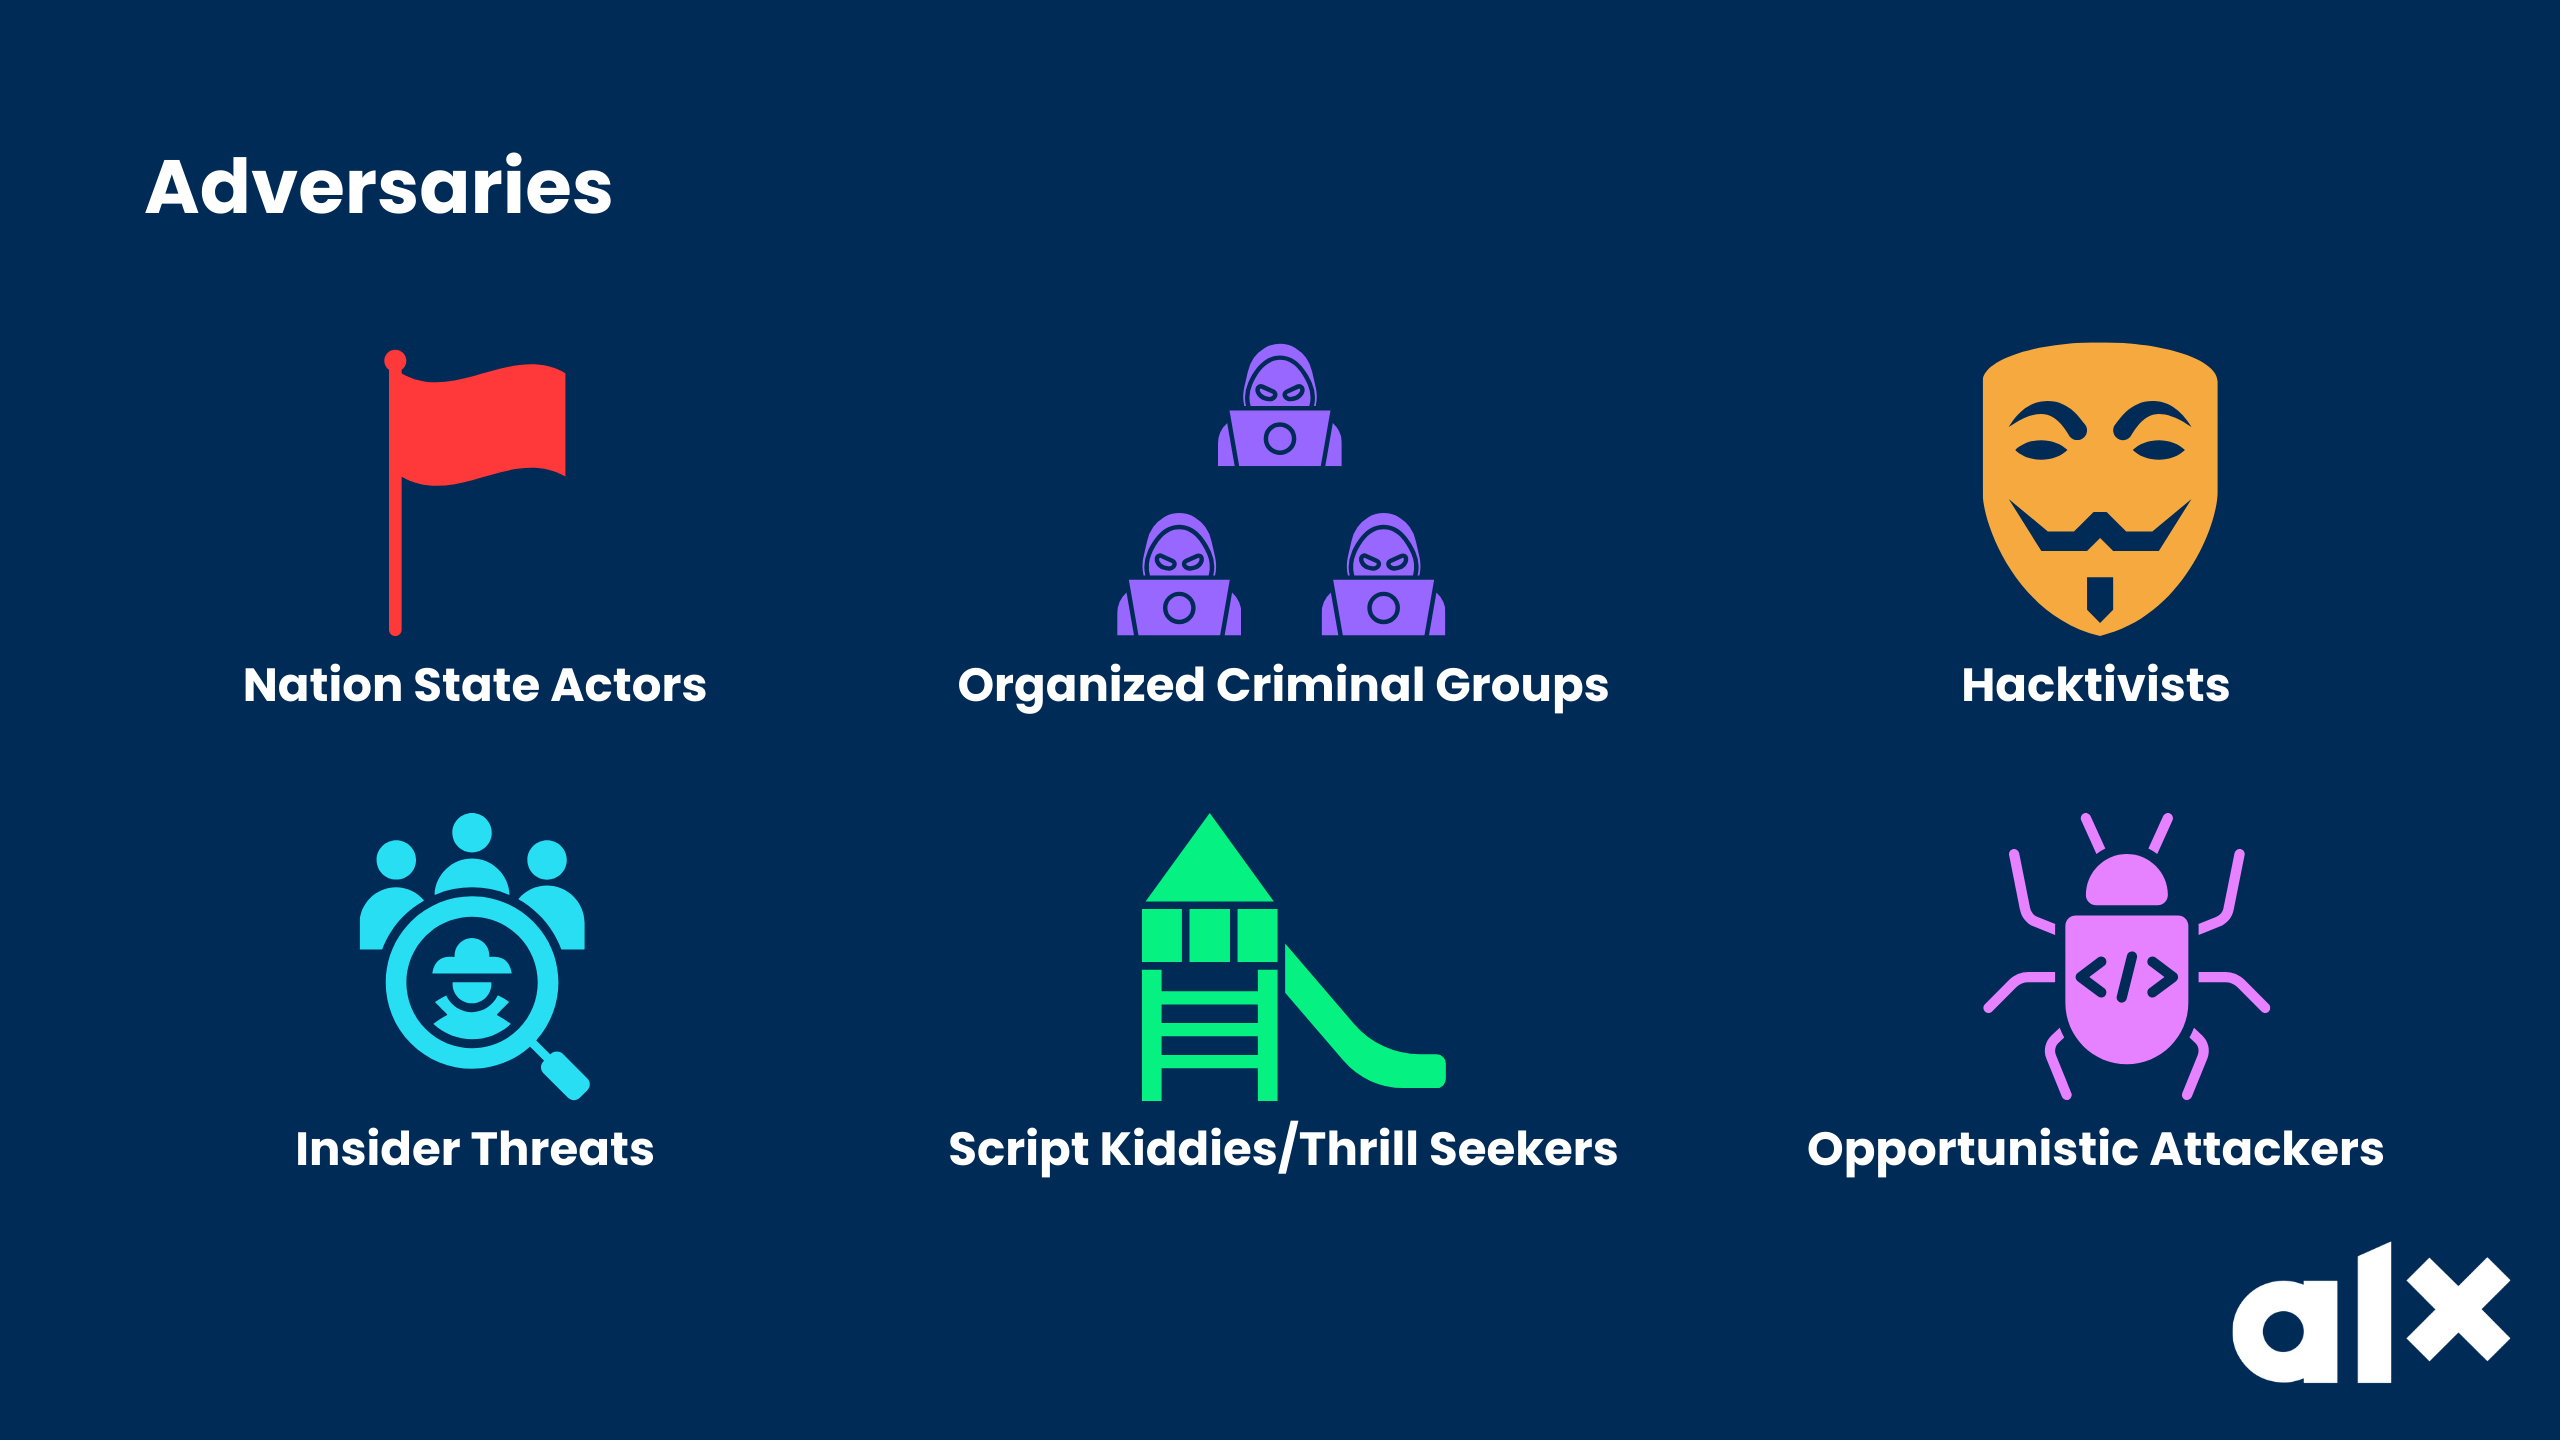 Adversaries
Nation State Actors
Organized Criminal Groups
Hacktivists
</>
Insider Threats
Script Kiddies/Thrill Seekers
Opportunistic Attackers
alx